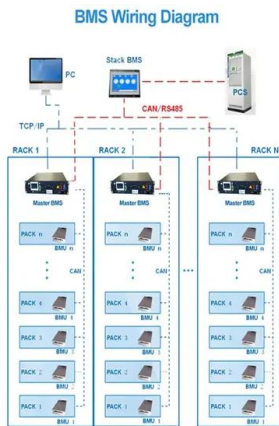 BMS Wiring Diagram
PC
Stack BMS
PCS
CAN/RS485
TCP/IP
RACK 1
RACK 2
RACK N
Master BMS
Master BMS
Master BMS
PACK n
BMU n
PACK n
BMU n
PACK n
BMU n
CAN
CAN
PACK 4
BMU 4
PACK 4
BMU 4
PACK 4
BMU 4
PACK 3
BMU 3
PACK 3
BMU 3
PACK 3
BMU 3
PACK 2
BMU 2
PACK 2
BMU 2
PACK 2
BMU 2
PACK 1
BMU 1
PACK 1
BMU 1
PACK 1
BMU 1